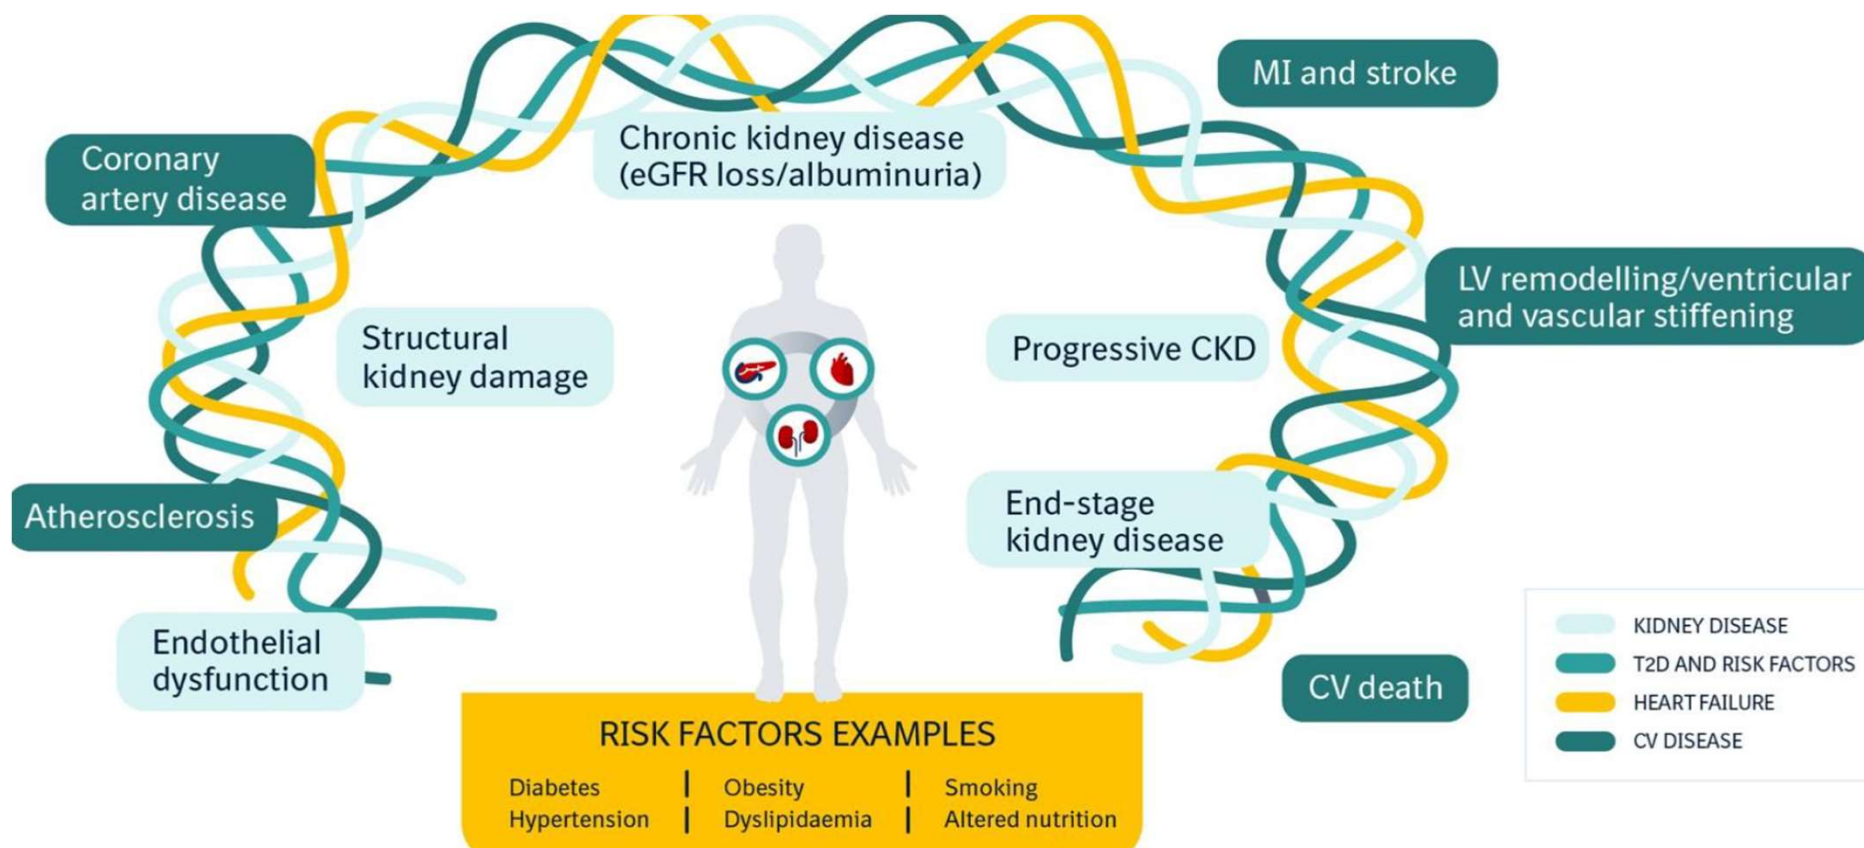 MI and stroke
Chronic kidney disease
(eGFR loss/albuminuria)
Coronary
artery disease
LV remodelling/ventricular
and vascular stiffening
Structural
kidney damage
Progressive CKD
Atherosclerosis
End-stage
kidney disease
Endothelial
dysfunction
CV death
KIDNEY DISEASE
T2D AND RISK FACTORS
HEART FAILURE
CV DISEASE
RISK FACTORS EXAMPLES
Diabetes | Obesity | Smoking
Hypertension | Dyslipidaemia | Altered nutrition